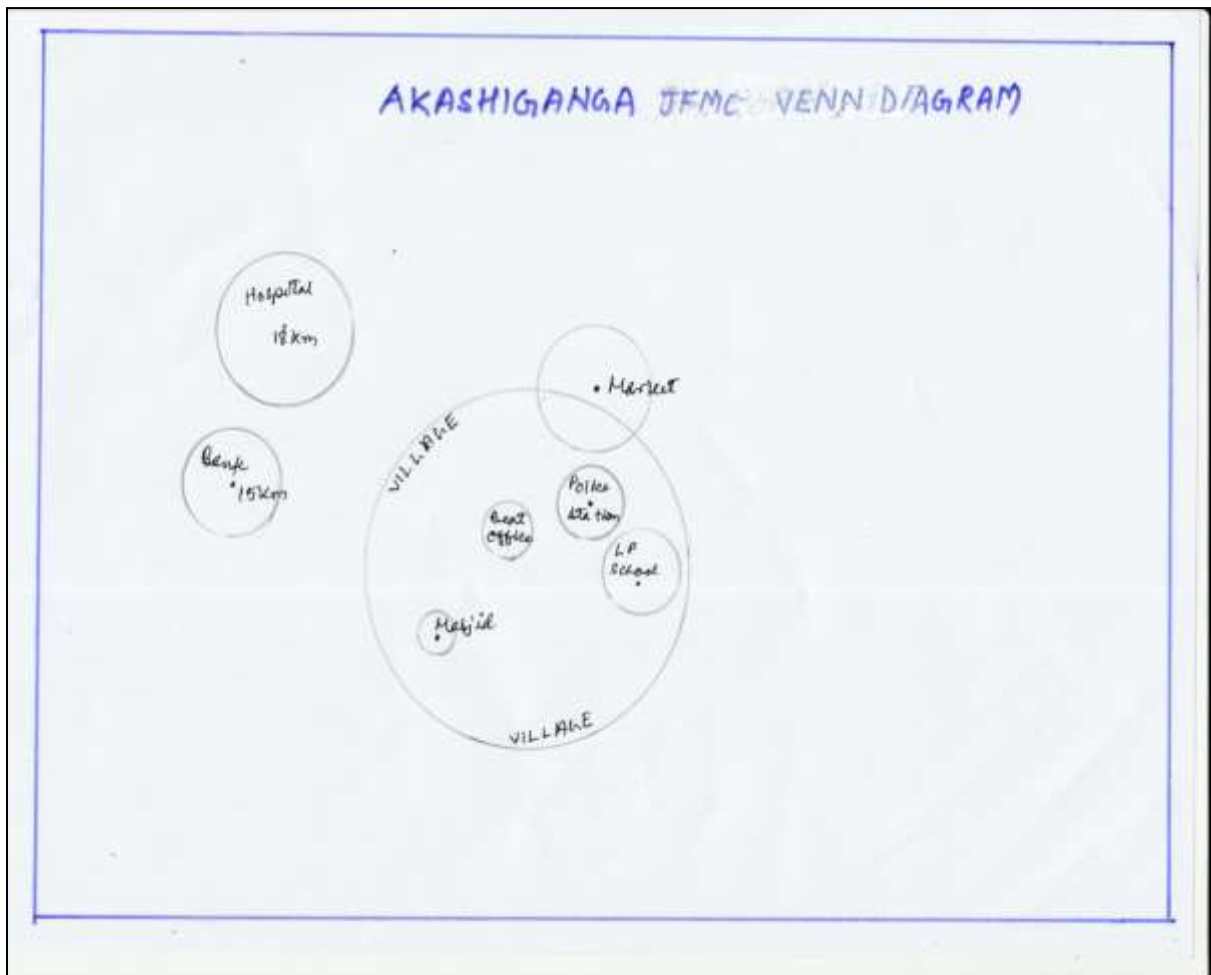 AKASHIGANGA JFMC VENN DIAGRAM
Hospital
18 km
Market
VILLAGE
Bank
15 km
Police
station
Beat
office
LP
School
Masjid
VILLAGE